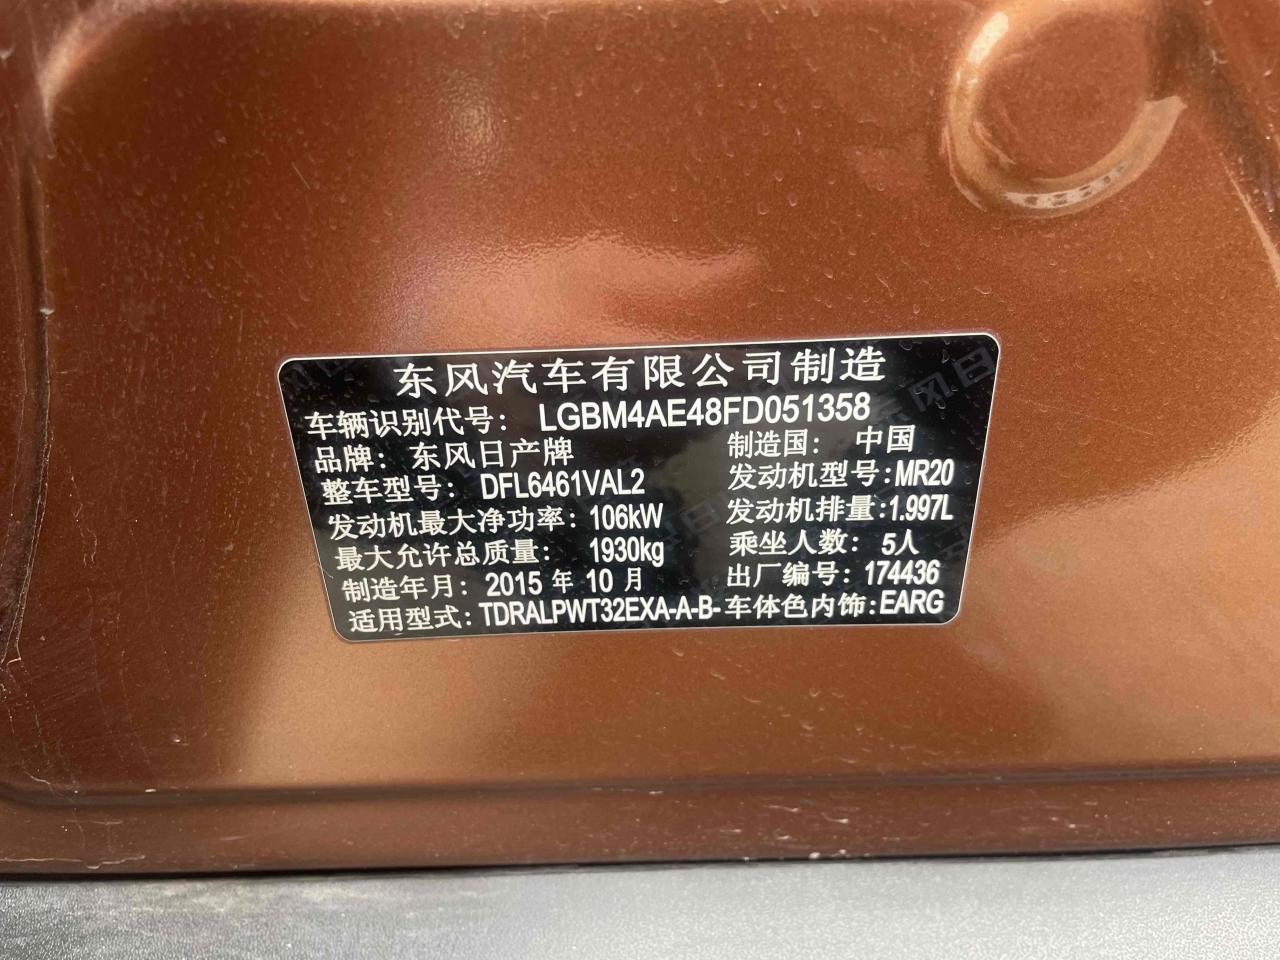 东风汽车有限公司制造
车辆识别代号： LGBM4AE48FD051358
品牌： 东风日产牌 制造国： 中国
整车型号： DFL6461VAL2 发动机型号：MR20
发动机最大净功率：106kW 发动机排量：1.997L
最大允许总质量： 1930kg 乘坐人数： 5人
制造年月： 2015 年 10 月 出厂编号：174436
适用型式：TDRALPWT32EXA-A-B- 车体色内饰：EARG